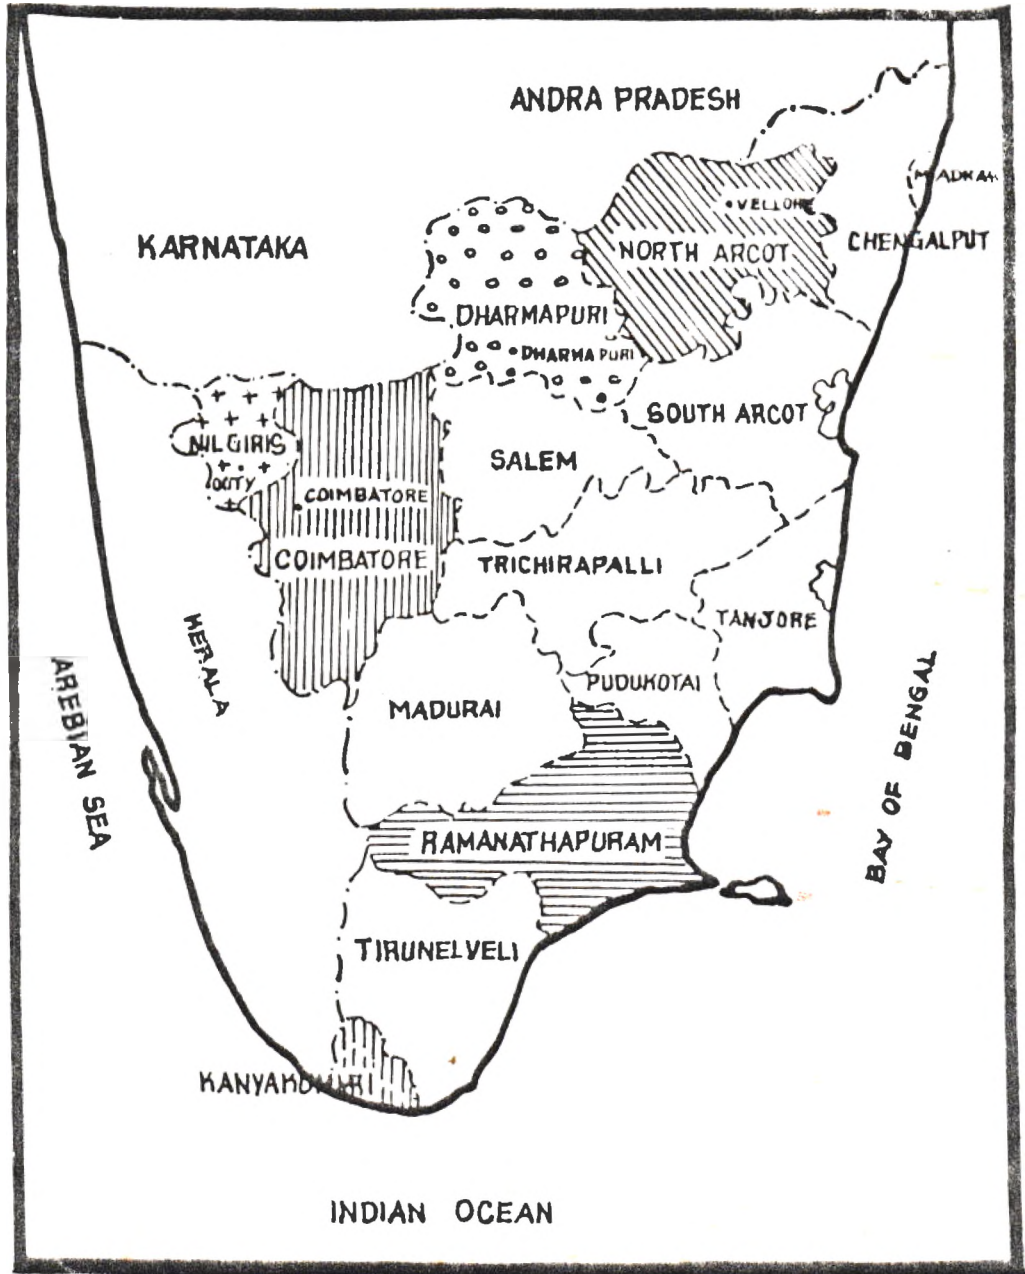 ANDRA PRADESH
VELLORE
KARNATAKA
NORTH ARCOT
CHENGALPUT
DHARMAPURI
DHARMAPURI
SOUTH ARCOT
NILGIRIS
SALEM
OCITY
COIMBATORE
COIMBATORE
TRICHIRAPALLI
TANJORE
KERALA
PUDUKOTAI
MADURAI
AREBIAN SEA
BAY OF BENGAL
RAMANATHAPURAM
TIRUNELVELI
KANYAKUMARI
INDIAN OCEAN